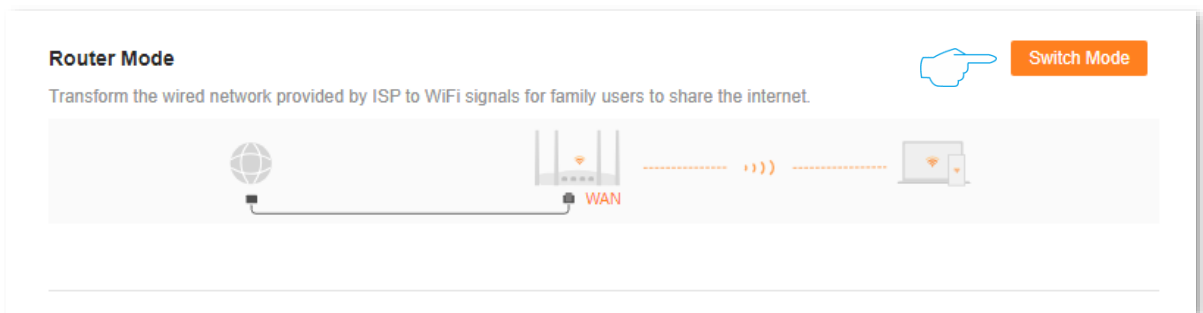 Router Mode
Switch Mode
Transform the wired network provided by ISP to WiFi signals for family users to share the internet.
WAN